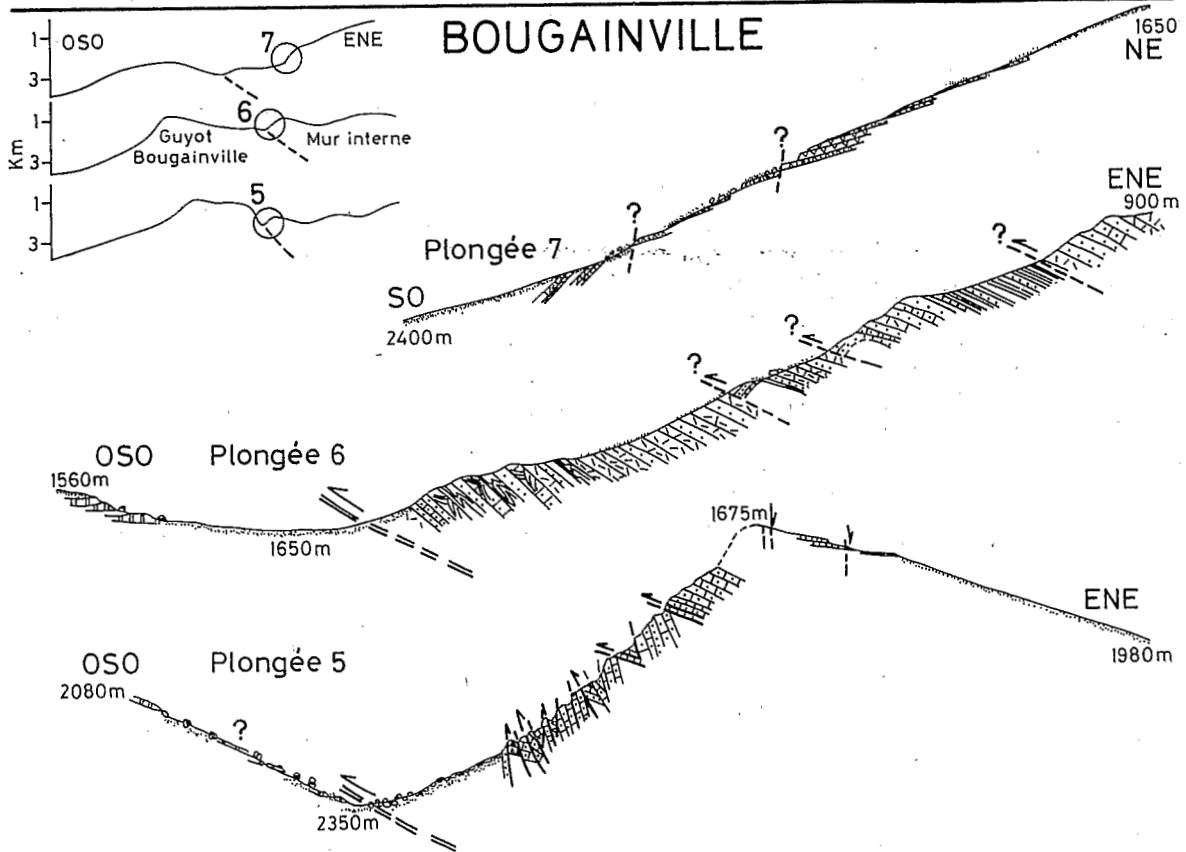 BOUGAINVILLE
OSO
7
ENE
1
3
6
1
3
Km
Guyot
Bougainville
Mur interne
5
1
3
1650
NE
?
?
Plongée 7
SO
2400m
ENE
900m
?
?
?
OSO
Plongée 6
1560m
1650m
1675m
ENE
1980m
OSO
Plongée 5
2080m
?
2350m